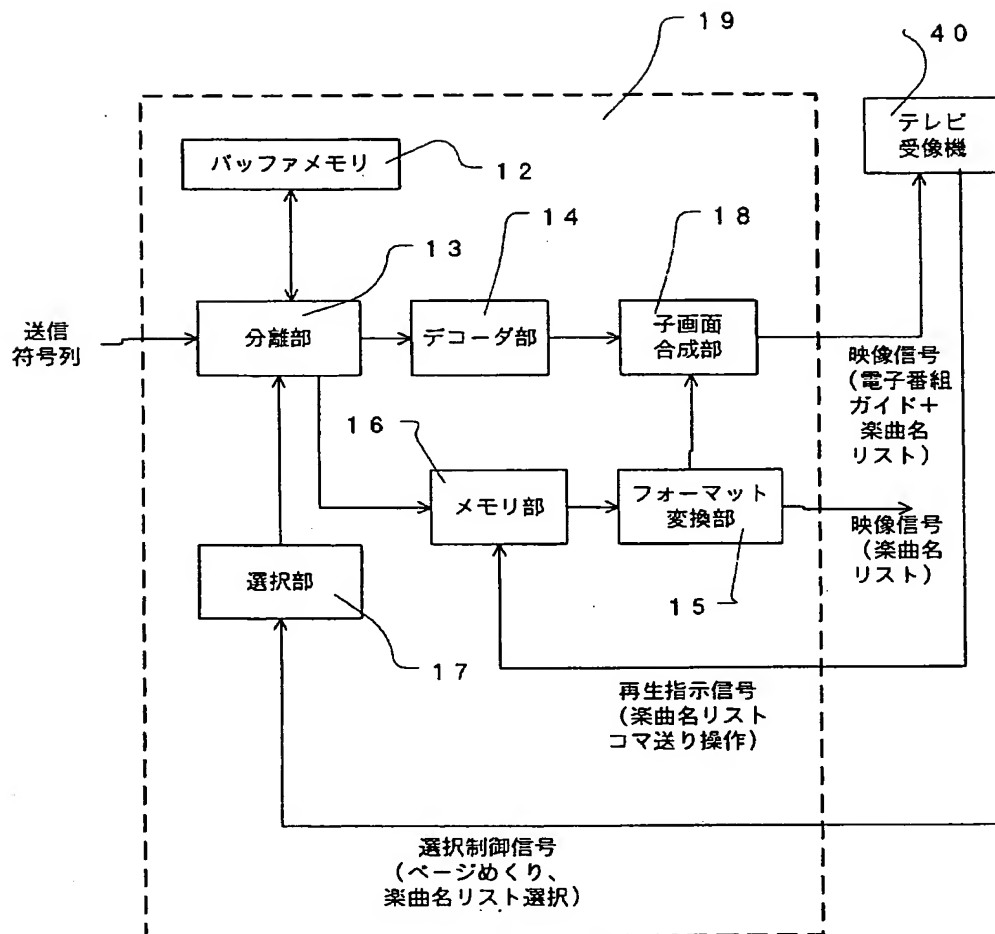 19
40
テレビ
受像機
バッファメモリ
12
13
14
18
送信
符号列
分離部
デコーダ部
子画面
合成部
映像信号
(電子番組
ガイド+
楽曲名
リスト)
16
メモリ部
フォーマット
変換部
映像信号
(楽曲名
リスト)
選択部
15
17
再生指示信号
(楽曲名リスト
コマ送り操作)
選択制御信号
(ページめくり、
楽曲名リスト選択)